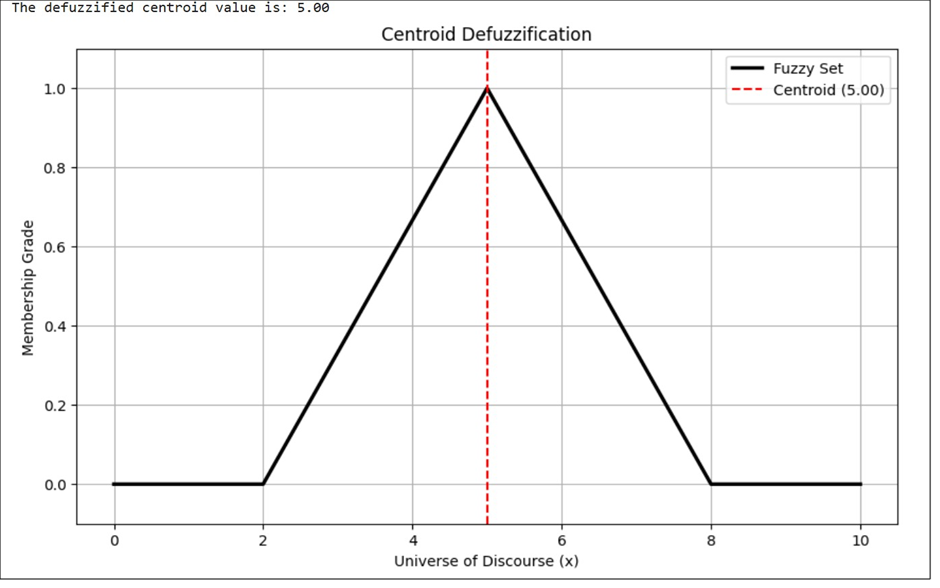 The defuzzified centroid value is: 5.00
Centroid Defuzzification
Fuzzy Set
Centroid (5.00)
Membership Grade
1.0
0.8
0.6
0.4
0.2
0.0
0 2 4 6 8 10
Universe of Discourse (x)